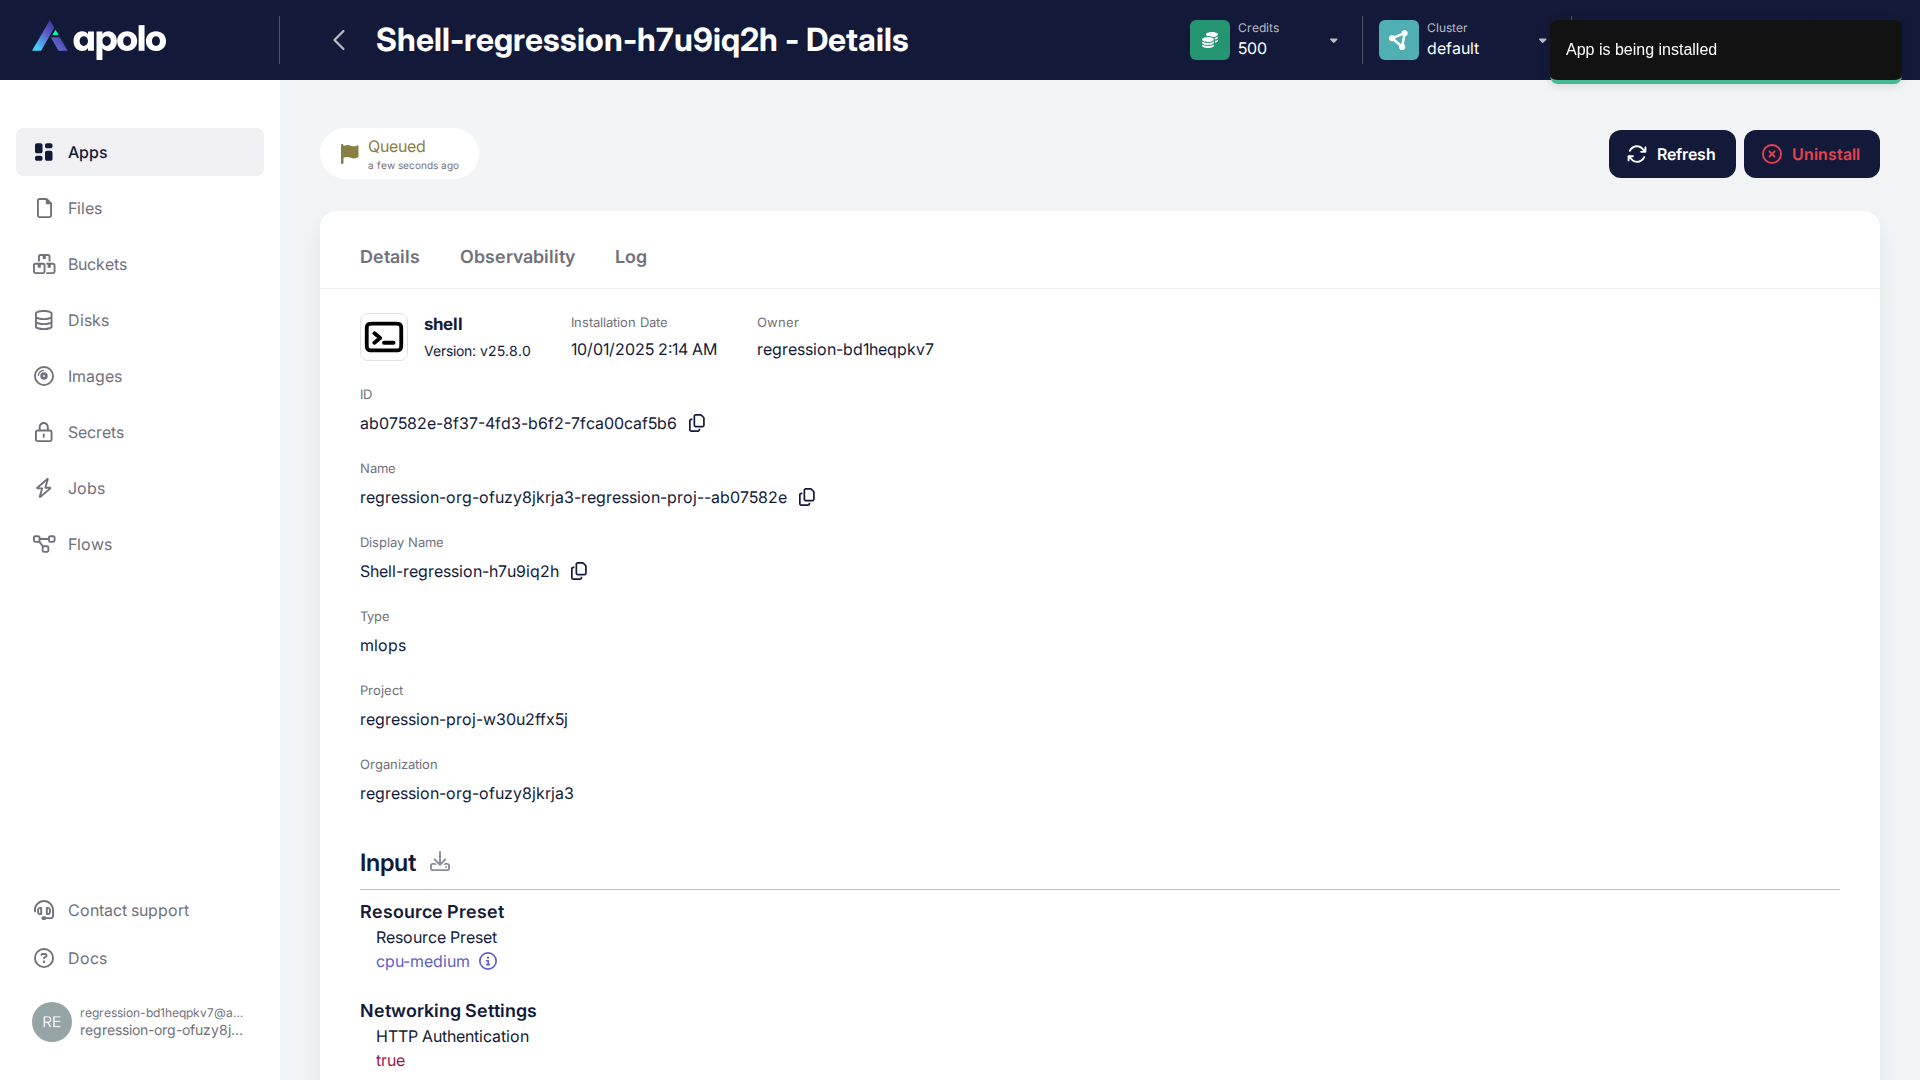 apolo
Shell-regression-h7u9iq2h - Details
Credits
500
Cluster
default
App is being installed
Apps
Files
Buckets
Disks
Images
Secrets
Jobs
Flows
Contact support
Docs
RE
regression-bd1heqpkv7@a...
regression-org-ofuzy8j...
Queued
a few seconds ago
Refresh
Uninstall
Details
Observability
Log
shell
Version: v25.8.0
Installation Date
10/01/2025 2:14 AM
Owner
regression-bd1heqpkv7
ID
ab07582e-8f37-4fd3-b6f2-7fca00caf5b6
Name
regression-org-ofuzy8jkrja3-regression-proj--ab07582e
Display Name
Shell-regression-h7u9iq2h
Type
mlops
Project
regression-proj-w30u2ffx5j
Organization
regression-org-ofuzy8jkrja3
Input
Resource Preset
Resource Preset
cpu-medium
Networking Settings
HTTP Authentication
true